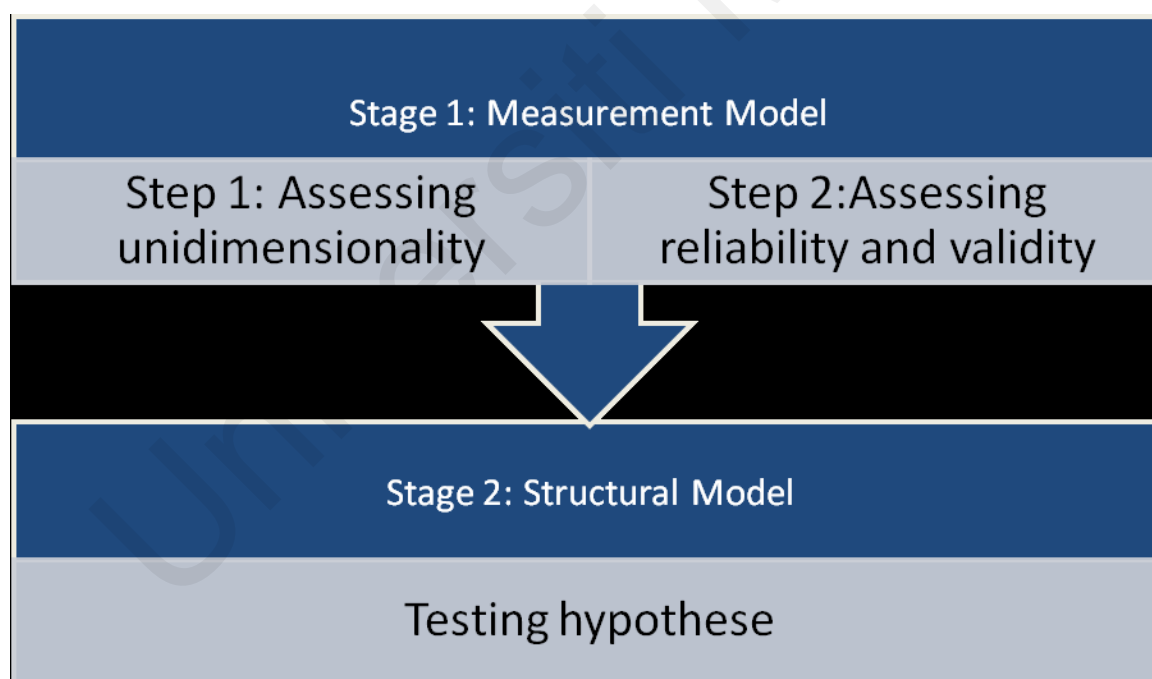 Stage 1: Measurement Model
Step 1: Assessing
unidimensionality
Step 2:Assessing
reliability and validity
Stage 2: Structural Model
Testing hypothese